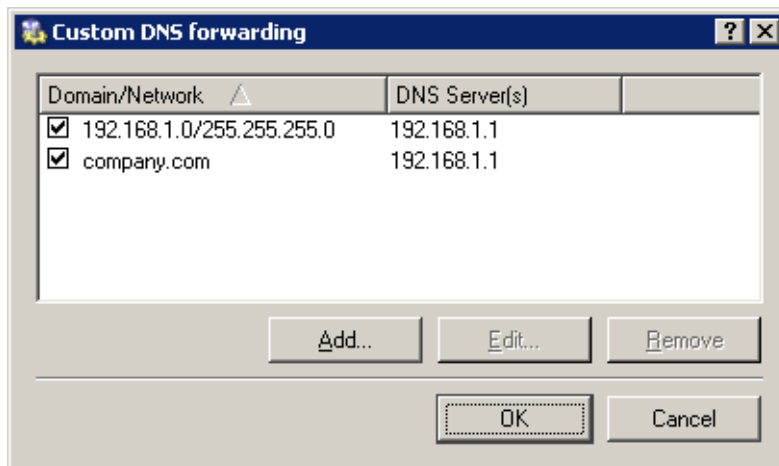 Custom DNS forwarding
Domain/Network DNS Server(s)
192.168.1.0/255.255.255.0 192.168.1.1
company.com 192.168.1.1
Add... Edit... Remove
OK Cancel